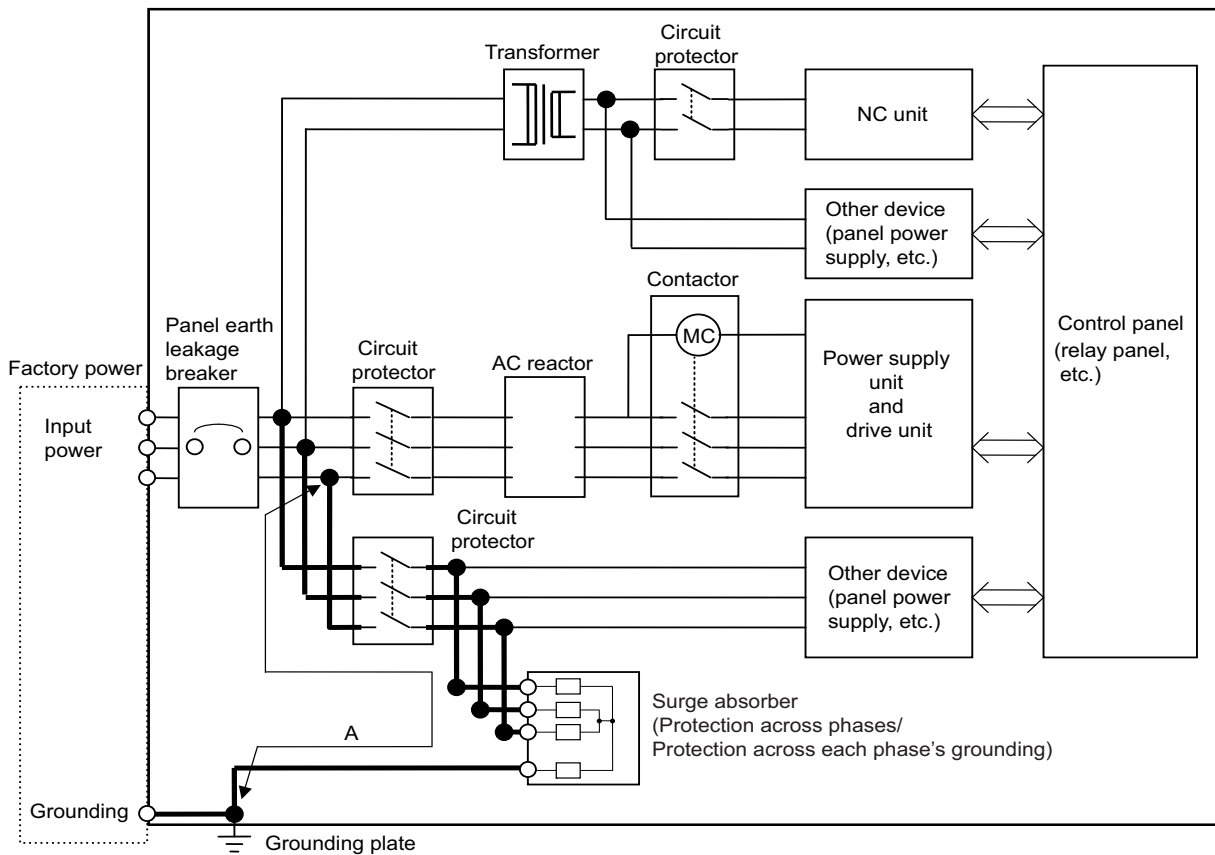 Transformer
Circuit
protector
NC unit
Other device
(panel power
supply, etc.)
Contactor
MC
Control panel
(relay panel,
etc.)
Panel earth
leakage
breaker
Factory power
Circuit
protector
AC reactor
Power supply
unit
and
drive unit
Input
power
Circuit
protector
Other device
(panel power
supply, etc.)
Surge absorber
(Protection across phases/
Protection across each phase's grounding)
A
Grounding
Grounding plate